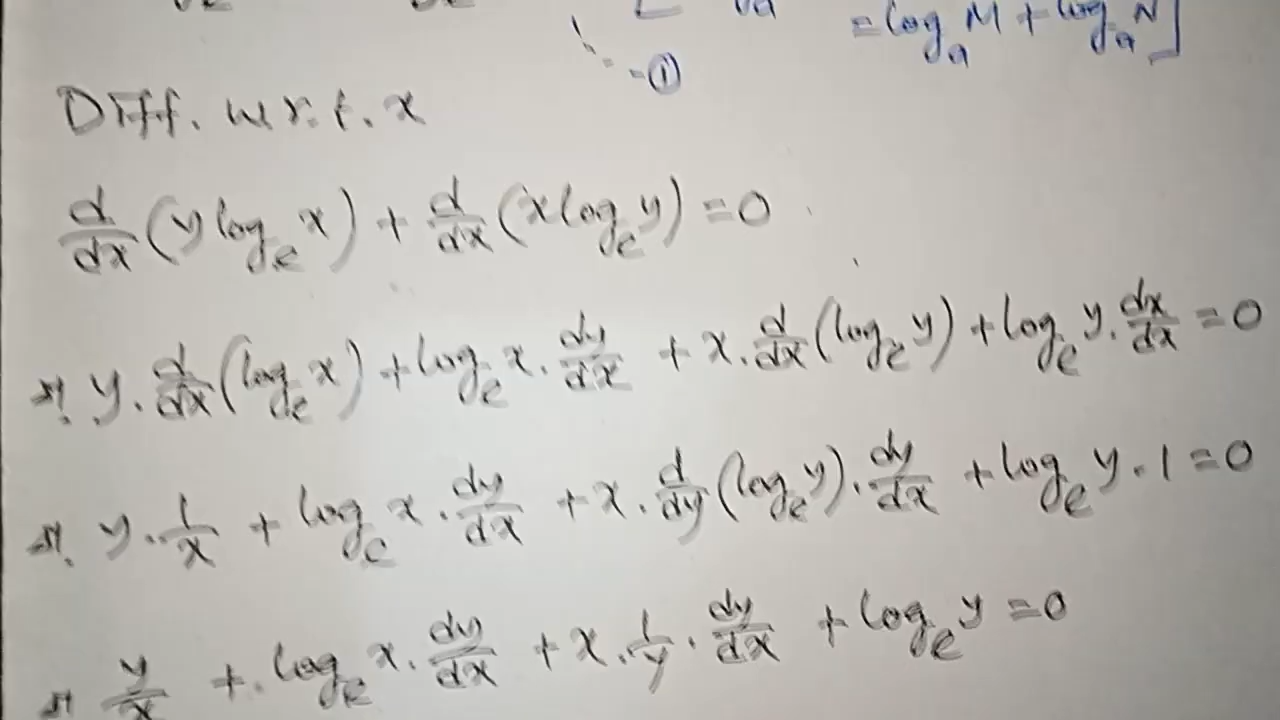 = log_a M + log_a N]
-①
Diff. w.r.t. x
d/dx (y log_e x) + d/dx (x log_e y) = 0
y . d/dx (log_e x) + log_e x . dy/dx + x . d/dx (log_e y) + log_e y . dx/dx = 0
y . 1/x + log_e x . dy/dx + x . d/dy (log_e y) . dy/dx + log_e y . 1 = 0
y/x + . log_e x . dy/dx + x . 1/y . dy/dx + log_e y = 0